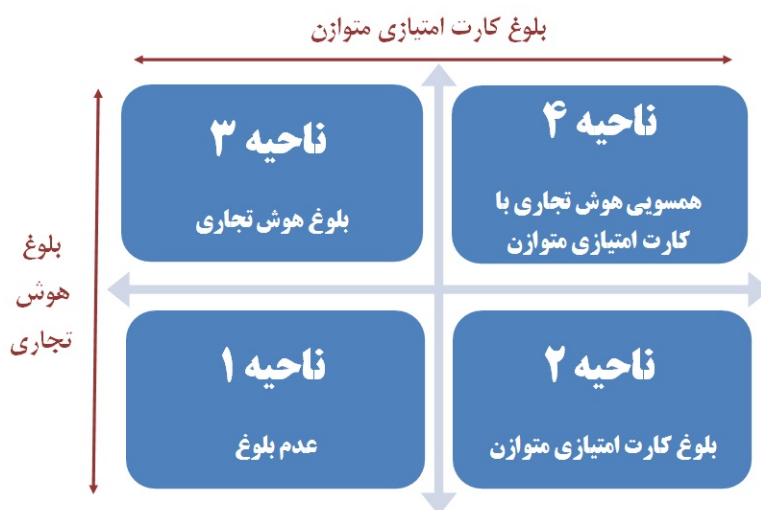 بلوغ کارت امتیازی متوازن
ناحیه ۴
همسویی هوش تجاری با
کارت امتیازی متوازن
ناحیه ۳
بلوغ هوش تجاری
بلوغ
هوش
تجاری
ناحیه ۲
بلوغ کارت امتیازی متوازن
ناحیه ۱
عدم بلوغ